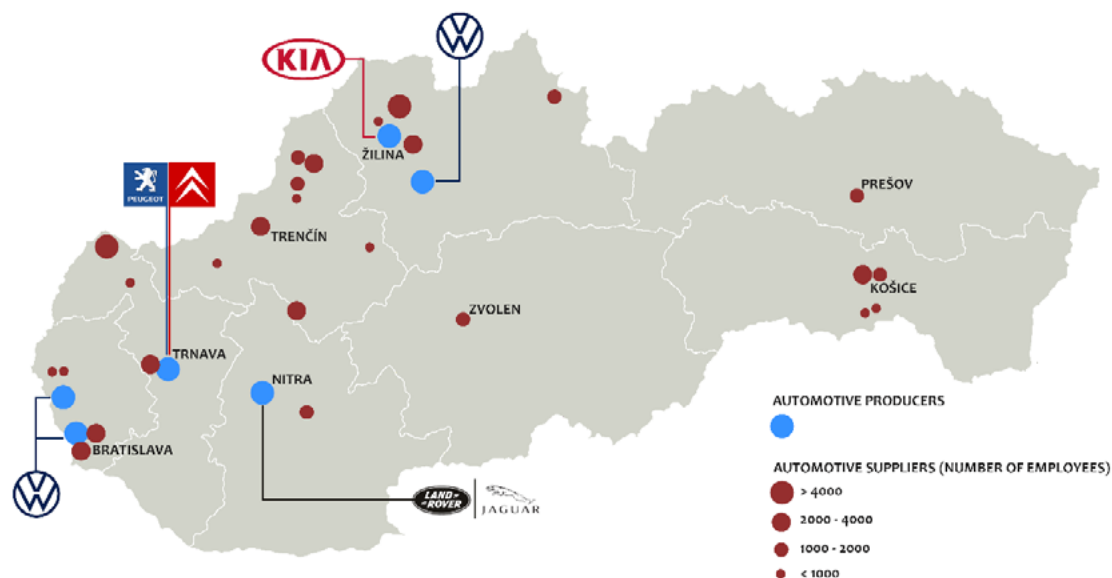 KIA
ŽILINA
PEUGEOT
PREŠOV
TRENČÍN
KOŠICE
ZVOLEN
TRNAVA
NITRA
BRATISLAVA
LAND-
ROVER
JAGUAR
AUTOMOTIVE PRODUCERS
AUTOMOTIVE SUPPLIERS (NUMBER OF EMPLOYEES)
> 4000
2000 - 4000
1000 - 2000
< 1000